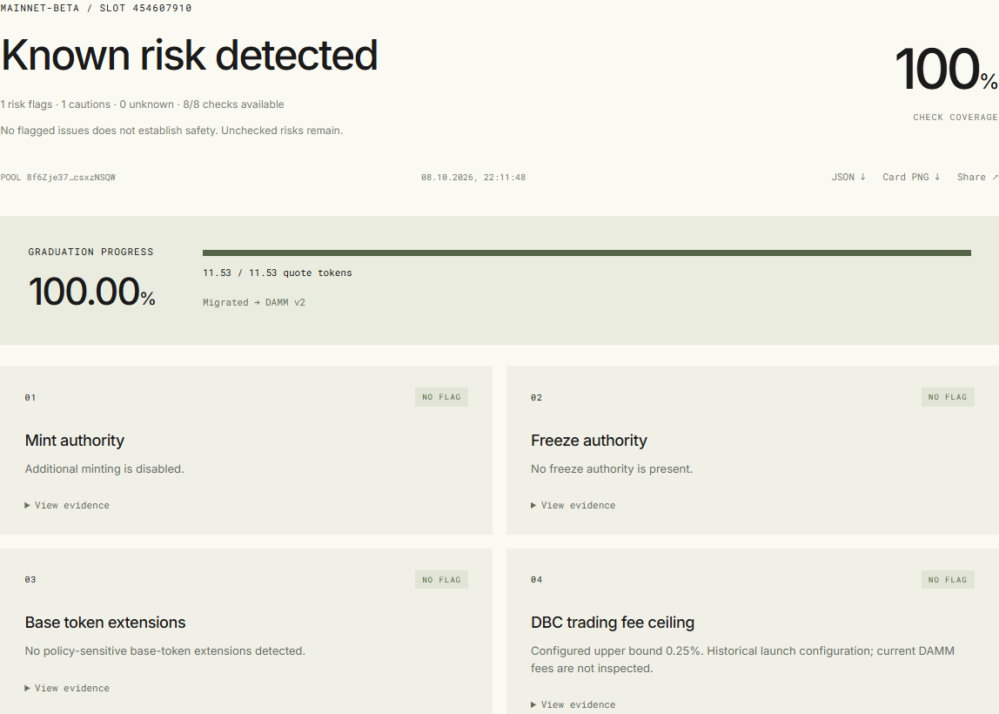 MAINNET-BETA / SLOT 454607910
Known risk detected
100%
1 risk flags · 1 cautions · 0 unknown · 8/8 checks available
CHECK COVERAGE
No flagged issues does not establish safety. Unchecked risks remain.
POOL 8f6Zje37…csxzNSQW
08.10.2026, 22:11:48
JSON ↓ Card PNG ↓ Share ↗
GRADUATION PROGRESS
100.00%
11.53 / 11.53 quote tokens
Migrated → DAMM v2
01
NO FLAG
Mint authority
Additional minting is disabled.
▶ View evidence
02
NO FLAG
Freeze authority
No freeze authority is present.
▶ View evidence
03
NO FLAG
Base token extensions
No policy-sensitive base-token extensions detected.
▶ View evidence
04
NO FLAG
DBC trading fee ceiling
Configured upper bound 0.25%. Historical launch configuration; current DAMM
fees are not inspected.
▶ View evidence